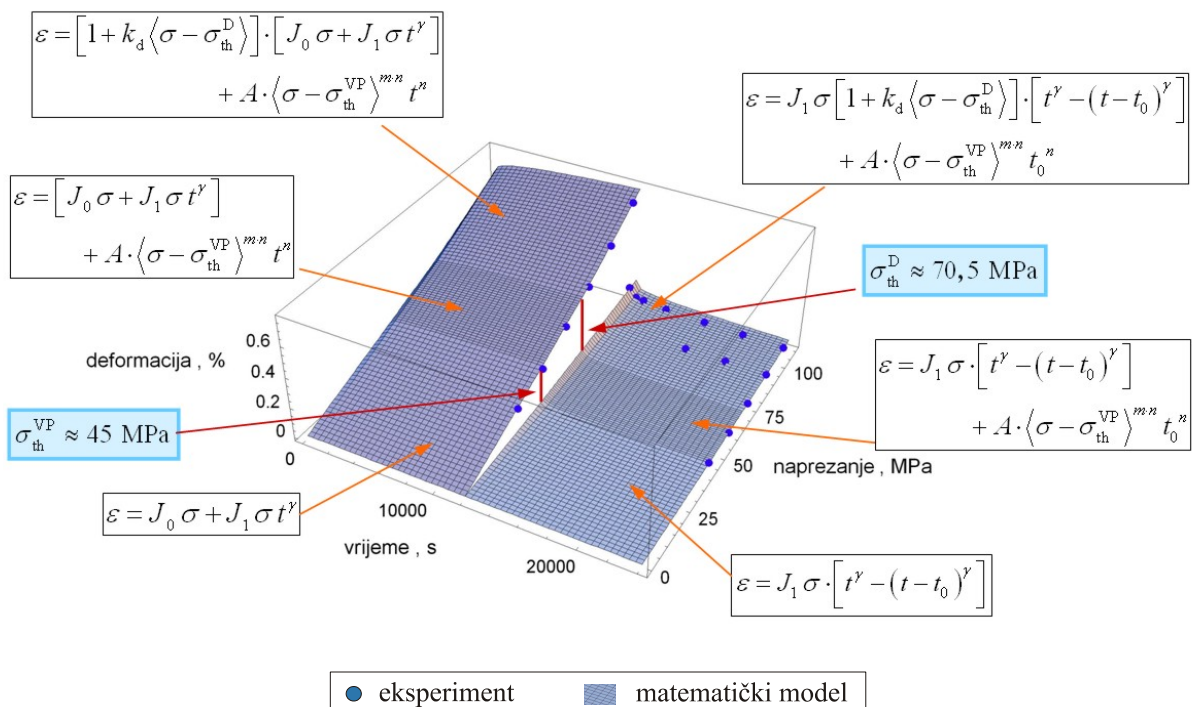 ε = [1 + k_d ⟨σ − σ_th^D⟩] · [J_0 σ + J_1 σ t^γ]
+ A · ⟨σ − σ_th^VP⟩^{m·n} t^n
ε = J_1 σ [1 + k_d ⟨σ − σ_th^D⟩] · [t^γ − (t − t_0)^γ]
+ A · ⟨σ − σ_th^VP⟩^{m·n} t_0^n
ε = [J_0 σ + J_1 σ t^γ]
+ A · ⟨σ − σ_th^VP⟩^{m·n} t^n
σ_th^D ≈ 70,5 MPa
0.6
0.4
0.2
0
deformacija , %
100
75
50
25
0
naprezanje , MPa
ε = J_1 σ · [t^γ − (t − t_0)^γ]
+ A · ⟨σ − σ_th^VP⟩^{m·n} t_0^n
σ_th^VP ≈ 45 MPa
0
10000
20000
vrijeme , s
ε = J_0 σ + J_1 σ t^γ
ε = J_1 σ · [t^γ − (t − t_0)^γ]
eksperiment
matematički model